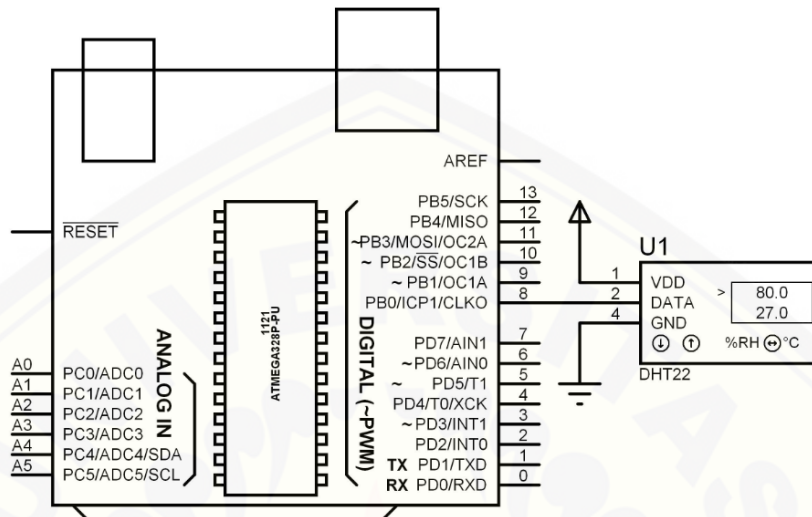 AREF
RESET
PB5/SCK 13
PB4/MISO 12
~PB3/MOSI/OC2A 11
~ PB2/SS/OC1B 10
~ PB1/OC1A 9
PB0/ICP1/CLKO 8
PD7/AIN1 7
~PD6/AIN0 6
~ PD5/T1 5
PD4/T0/XCK 4
~PD3/INT1 3
PD2/INT0 2
TX PD1/TXD 1
RX PD0/RXD 0
A0 PC0/ADC0
A1 PC1/ADC1
A2 PC2/ADC2
A3 PC3/ADC3
A4 PC4/ADC4/SDA
A5 PC5/ADC5/SCL
ANALOG IN
1121
ATMEGA328P-PU
DIGITAL (~PWM)
U1
1 VDD
2 DATA
4 GND
> 80.0
27.0
%RH °C
DHT22